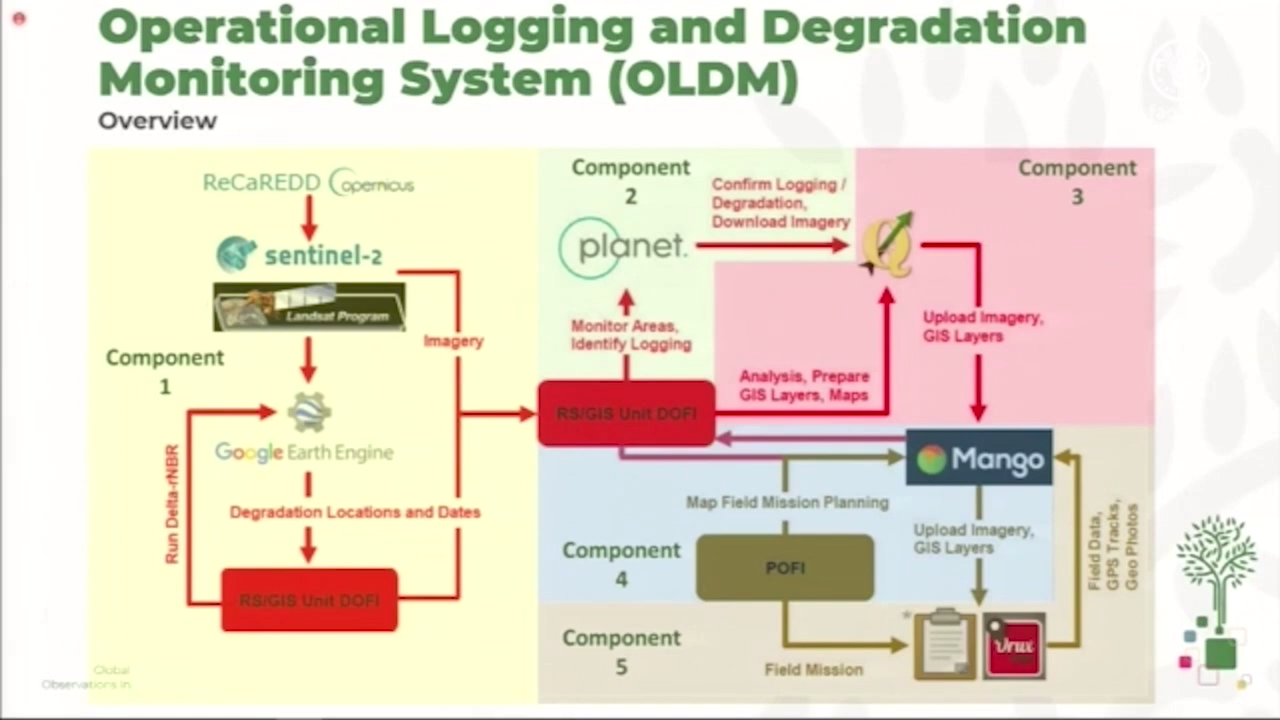 Operational Logging and Degradation
Monitoring System (OLDM)
Overview
ReCaREDD Copernicus
sentinel-2
Landsat Program
Component
1
Imagery
Google Earth Engine
Run Delta-rNBR
Degradation Locations and Dates
RS/GIS Unit DOFI
Component
2
planet.
Confirm Logging /
Degradation,
Download Imagery
Monitor Areas,
Identify Logging
RS/GIS Unit DOFI
Component
3
Q
Upload Imagery,
GIS Layers
Analysis, Prepare
GIS Layers, Maps
Mango
Map Field Mission Planning
Upload Imagery,
GIS Layers
Component
4
POFI
Field Data,
GPS Tracks,
Geo Photos
Component
5
Field Mission
*
Global
Observations in